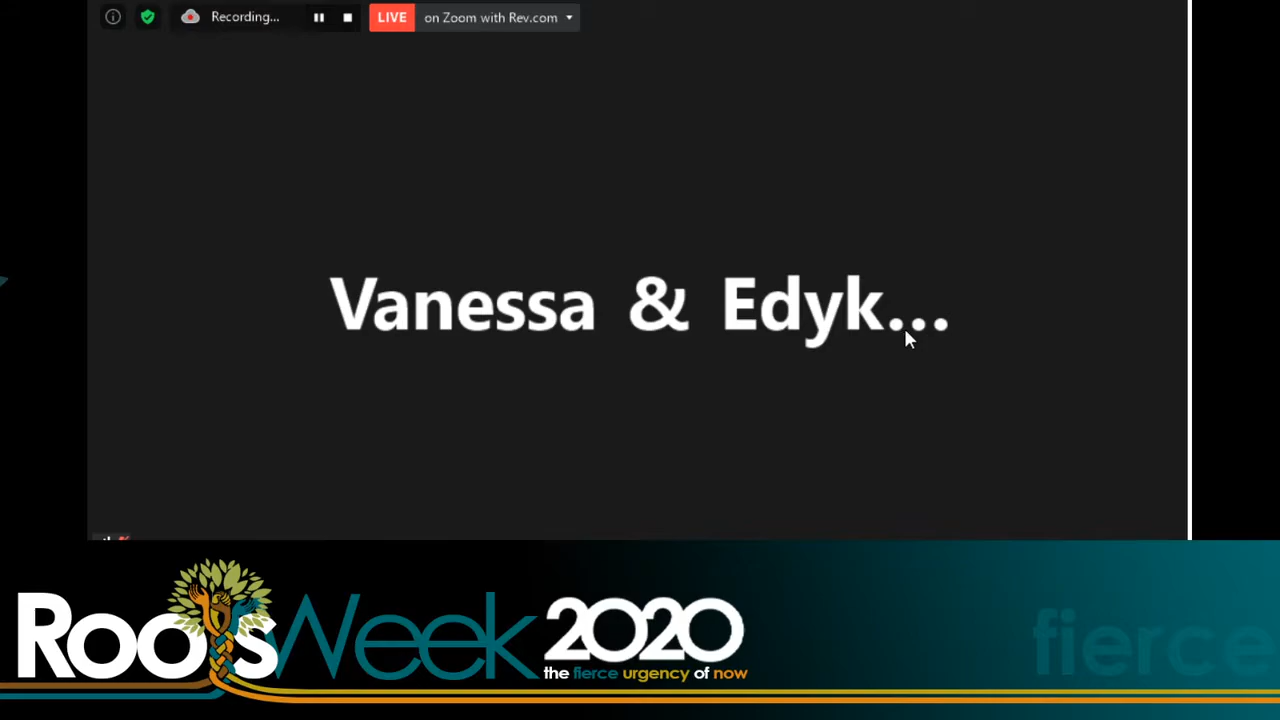 Recording...
LIVE on Zoom with Rev.com
Vanessa & Edyk...
RootsWeek 2020
the fierce urgency of now
fierce